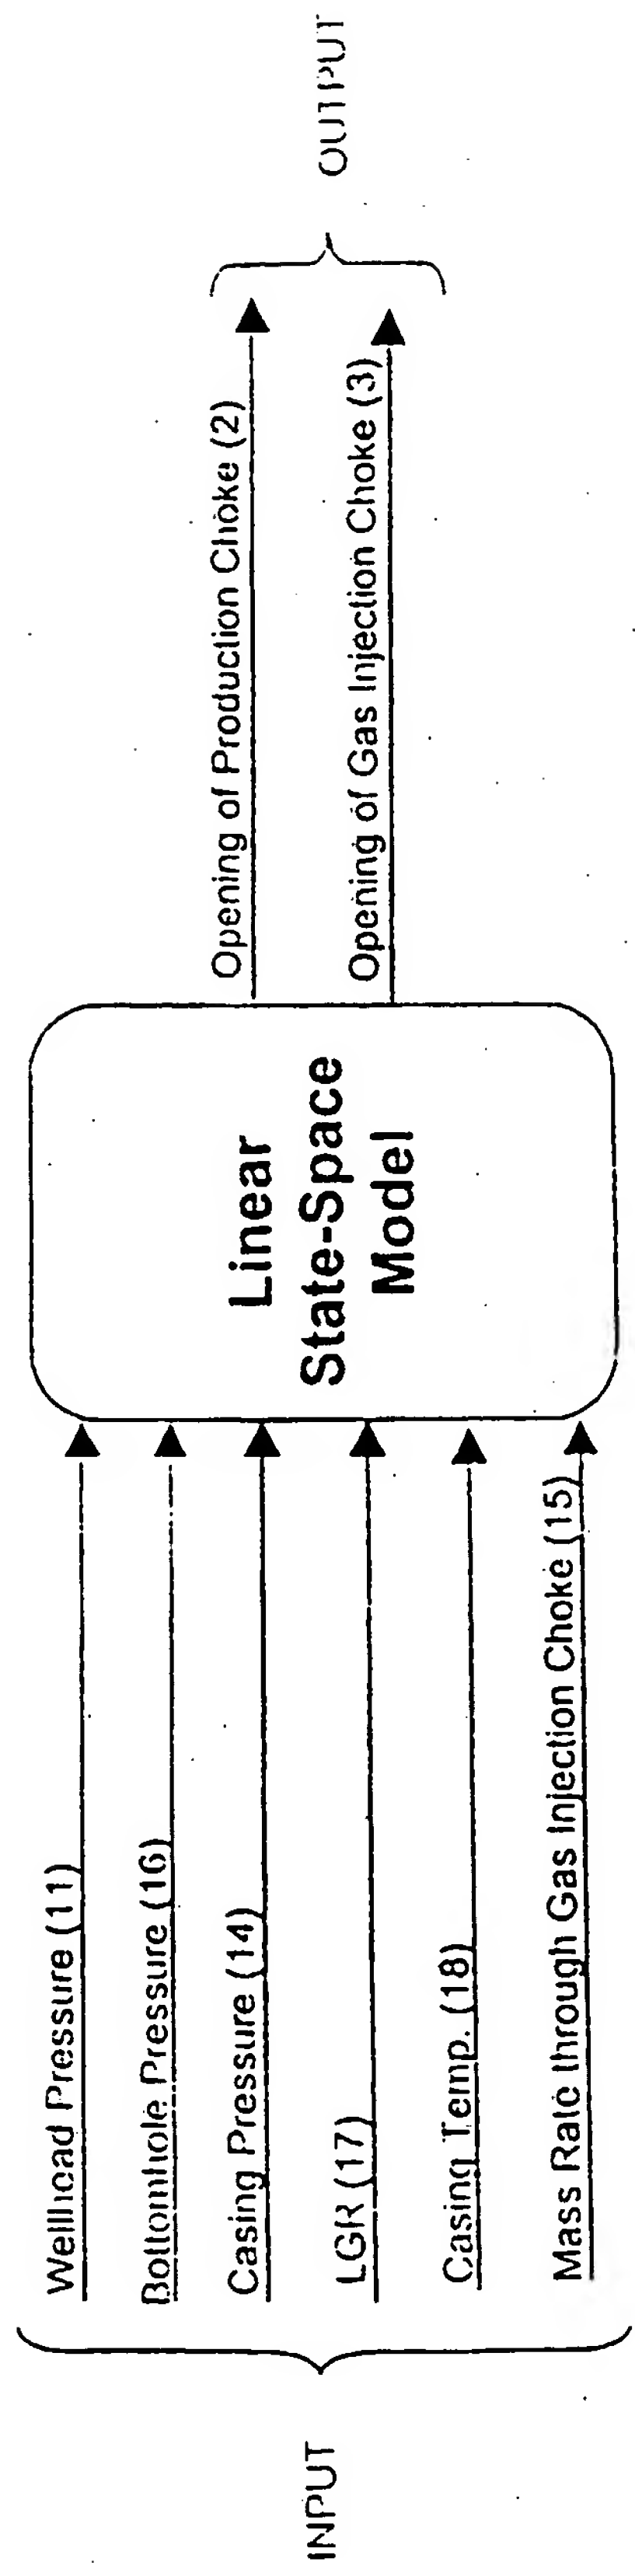 INPUT
Wellhead Pressure (11)
Bottomhole Pressure (16)
Casing Pressure (14)
LGR (17)
Casing Temp. (18)
Mass Rate through Gas Injection Choke (15)
Linear
State-Space
Model
Opening of Production Choke (2)
Opening of Gas Injection Choke (3)
OUTPUT